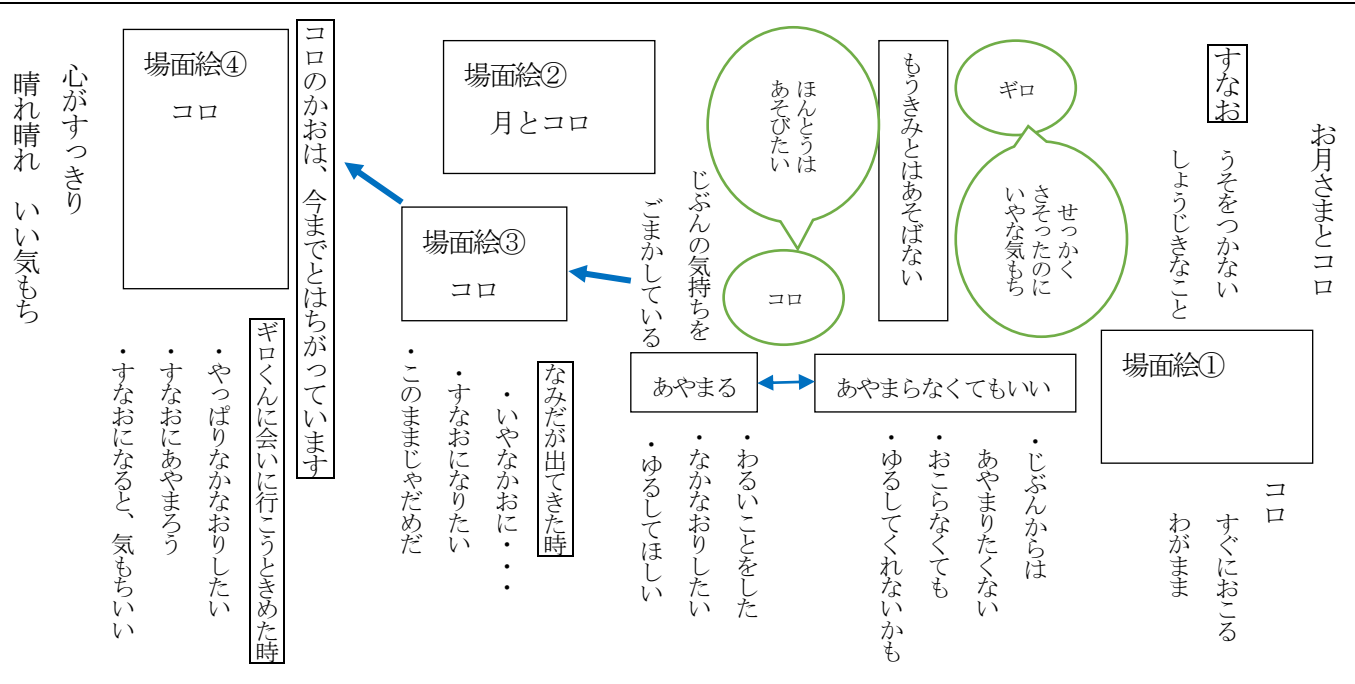 お月さまとコロ
すなお
うそをつかない
しょうじきなこと
場面絵①
コロ
すぐにおこる
わがまま
ギロ
せっかく
さそったのに
いやな気もち
もうきみとはあそばない
ほんとうは
あそびたい
コロ
あやまらなくてもいい
・じぶんからは
あやまりたくない
・おこらなくても
・ゆるしてくれないかも
あやまる
・わるいことをした
・なかなおりしたい
・ゆるしてほしい
じぶんの気持ちを
ごまかしている
場面絵②
月とコロ
場面絵③
コロ
なみだが出てきた時
・いやなかおに・・・
・すなおになりたい
・このままじゃだめだ
コロのかおは、今までとはちがっています
場面絵④
コロ
ギロくんに会いに行こうときめた時
・やっぱりなかなおりしたい
・すなおにあやまろう
・すなおになると、気もちいい
心がすっきり
晴れ晴れ　いい気もち